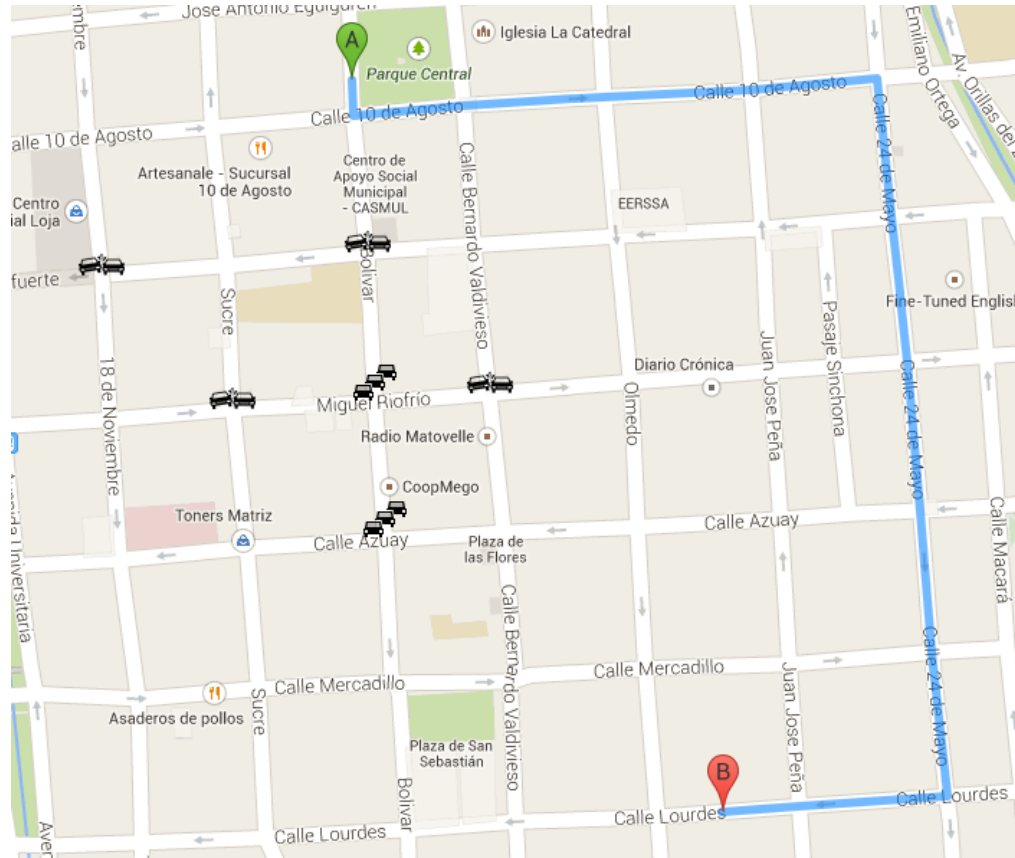 Jose Antonio Eguiguren
embre
A
Parque Central
Iglesia La Catedral
Emiliano Ortega
Av. Orillas del
alle 10 de Agosto
Calle 10 de Agosto
Calle 10 de Agosto
Calle 24 de Mayo
Artesanale - Sucursal
10 de Agosto
Centro de
Apoyo Social
Municipal
- CASMUL
Calle Bernardo Valdivieso
EERSSA
Centro
ial Loja
fuerte
Sucre
Bolivar
Fine-Tuned English
18 de Noviembre
Miguel Riofrio
Diario Crónica
Olmedo
Juan Jose Peña
Pasaje Sinchona
Calle 24 de Mayo
Radio Matovelle
CoopMego
Toners Matriz
Calle Azuay
Plaza de
las Flores
Calle Azuay
Calle Macará
Avenida Universitaria
Calle Bernardo Valdivieso
Calle Mercadillo
Calle Mercadillo
Calle 24 de Mayo
Juan Jose Peña
Sucre
Asaderos de pollos
Plaza de San
Sebastián
Bolivar
B
Calle Lourdes
Calle Lourdes
Calle Lourdes
Aven